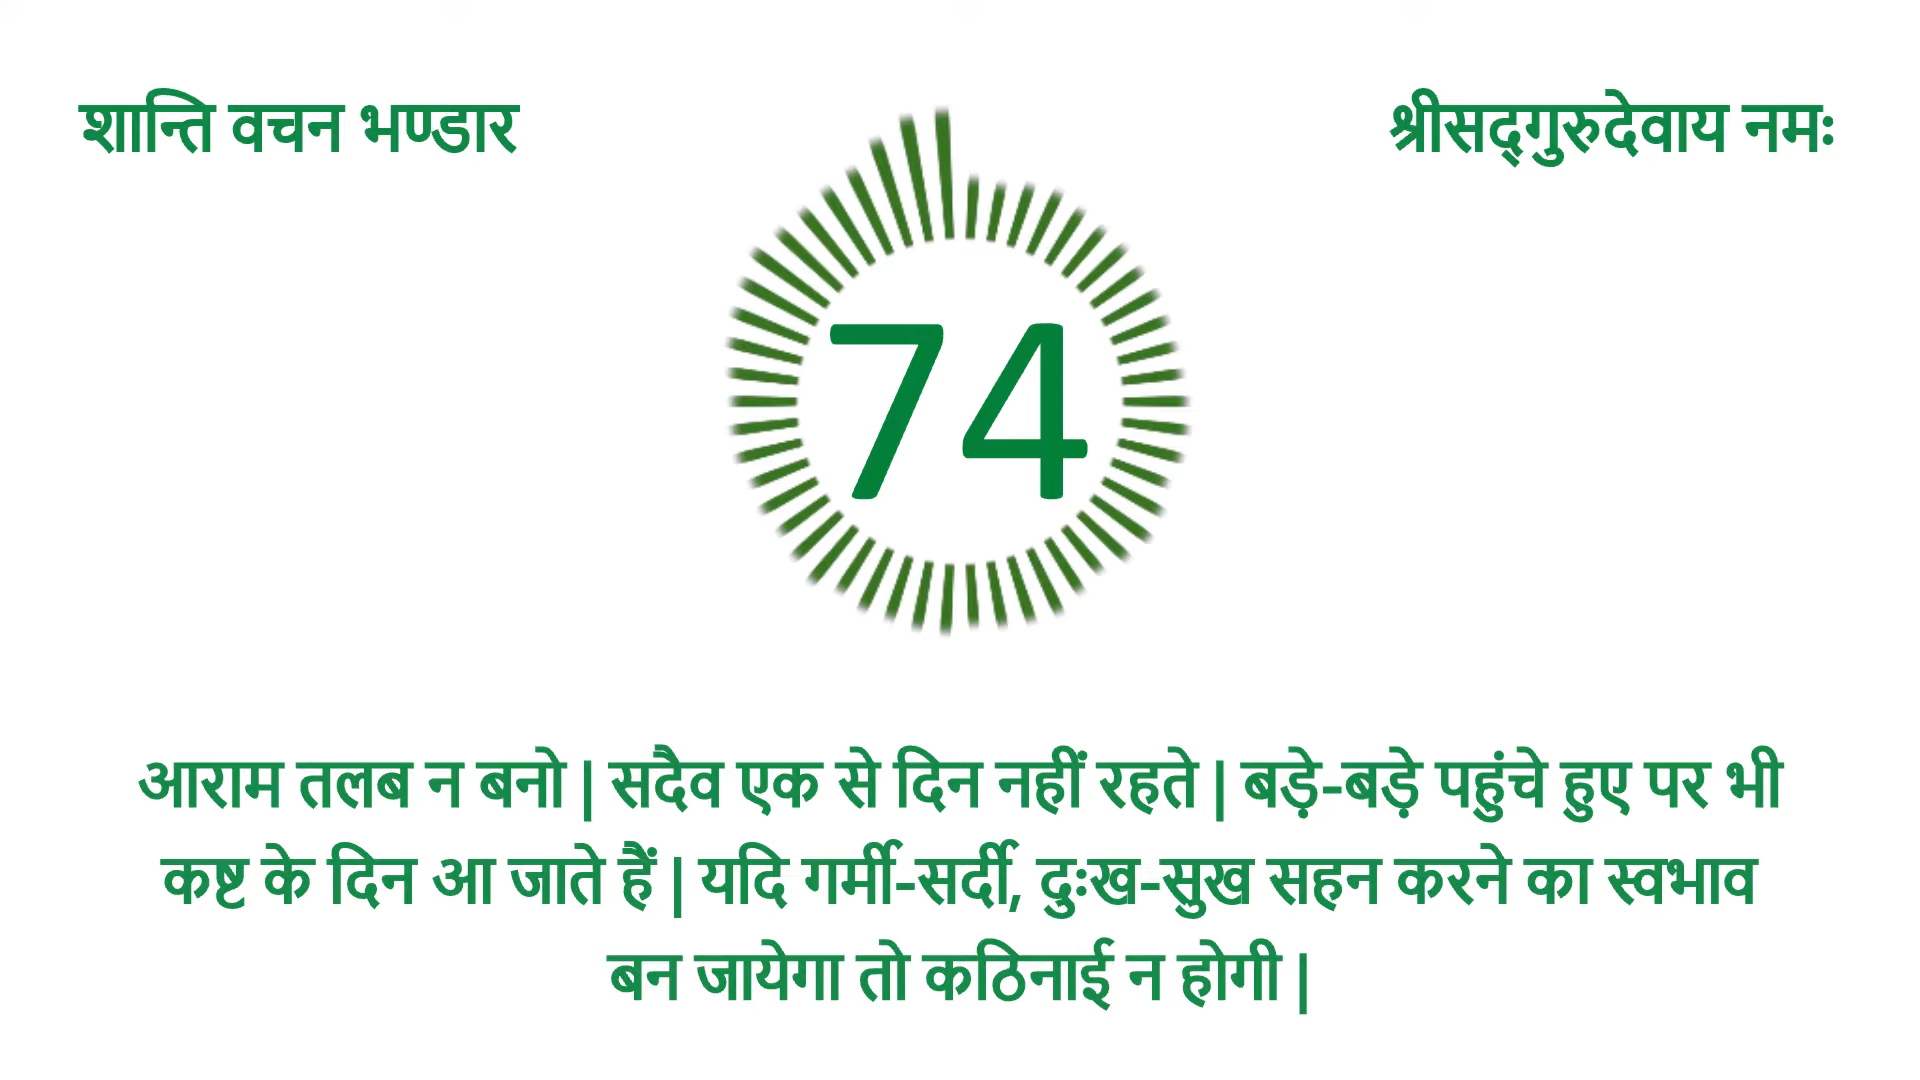 शान्ति वचन भण्डार
श्रीसद्‌गुरुदेवाय नमः
74
आराम तलब न बनो | सदैव एक से दिन नहीं रहते | बड़े-बड़े पहुंचे हुए पर भी
कष्ट के दिन आ जाते हैं | यदि गर्मी-सर्दी, दुःख-सुख सहन करने का स्वभाव
बन जायेगा तो कठिनाई न होगी |